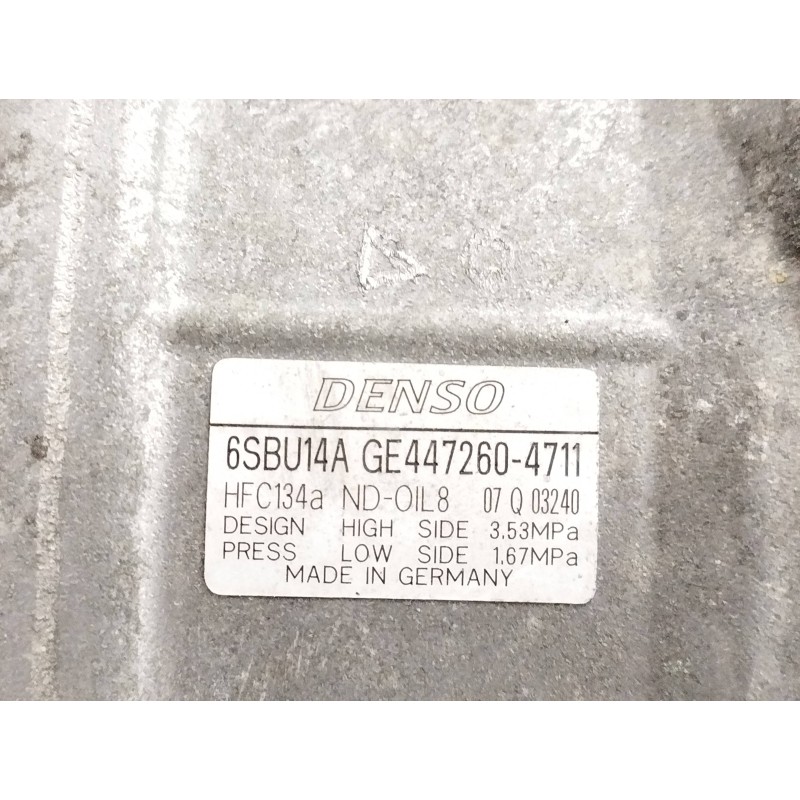 DENSO
6SBU14A GE447260-4711
HFC134a ND-OIL8 07 Q 03240
DESIGN HIGH SIDE 3.53MPa
PRESS LOW SIDE 1.67MPa
MADE IN GERMANY